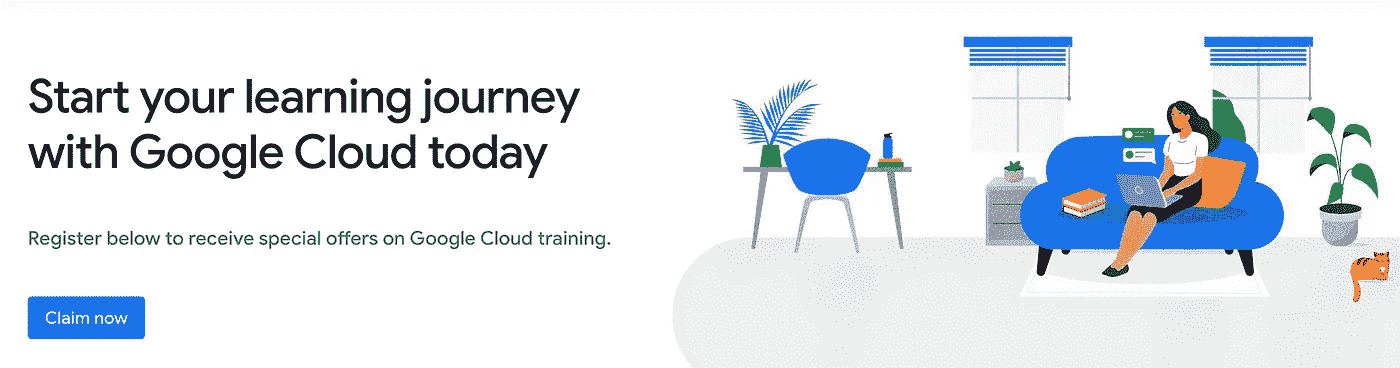 Start your learning journey
with Google Cloud today
Register below to receive special offers on Google Cloud training.
Claim now